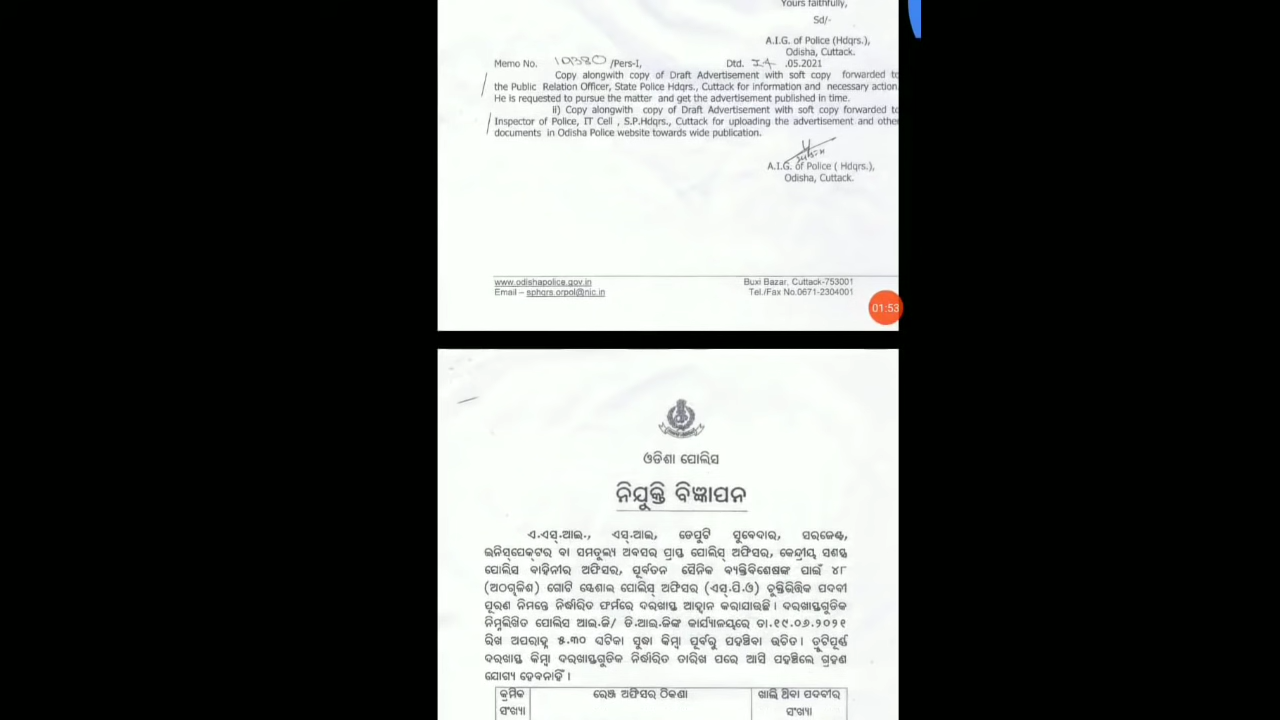 Yours faithfully,
Sd/-
A.I.G. of Police (Hdqrs.),
Odisha, Cuttack.
Memo No. 10380 /Pers-I, Dtd. .05.2021
Copy alongwith copy of Draft Advertisement with soft copy forwarded to
the Public Relation Officer, State Police Hdqrs., Cuttack for information and necessary action.
He is requested to pursue the matter and get the advertisement published in time.
ii) Copy alongwith copy of Draft Advertisement with soft copy forwarded to
Inspector of Police, IT Cell , S.P.Hdqrs., Cuttack for uploading the advertisement and other
documents in Odisha Police website towards wide publication.
A.I.G. of Police ( Hdqrs.),
Odisha, Cuttack.
www.odishapolice.gov.in Buxi Bazar, Cuttack-753001
Email – sphqrs.orpol@nic.in Tel./Fax No.0671-2304001
01:53
ଓଡିଶା ପୋଲିସ
ନିଯୁକ୍ତି ବିଜ୍ଞାପନ
ଏ.ଏସ୍.ଆଇ., ଏସ୍.ଆଇ, ଡେପୁଟି ସୁବେଦାର, ସରଜେଣ୍ଟ,
ଇନିସ୍‌ପେକ୍‌ଟର ବା ସମତୁଲ୍ୟ ଅବସର ପ୍ରାପ୍ତ ପୋଲିସ୍ ଅଫିସର, କେନ୍ଦ୍ରୀୟ ସଶସ୍ତ୍ର
ପୋଲିସ ବାହିନୀର ଅଫିସର, ପୂର୍ବତନ ସୈନିକ ବ୍ୟକ୍ତିବିଶେଷଙ୍କ ପାଇଁ ୪୮
(ଅଠଚାଳିଶ) ଗୋଟି ସ୍ପେଶାଲ ପୋଲିସ୍ ଅଫିସର (ଏସ୍.ପି.ଓ) ଚୁକ୍ତିଭିତ୍ତିକ ପଦବୀ
ପୂରଣ ନିମନ୍ତେ ନିର୍ଦ୍ଧାରିତ ଫର୍ମରେ ଦରଖାସ୍ତ ଆହ୍ୱାନ କରାଯାଉଛି । ଦରଖାସ୍ତଗୁଡିକ
ନିମ୍ନଲିଖିତ ପୋଲିସ ଆଇ.ଜି/ ଡି.ଆଇ.ଜିଙ୍କ କାର୍ଯ୍ୟାଳୟରେ ତା.୧୯.୦୬.୨୦୨୧
ରିଖ ଅପରାହ୍ନ ୫.୩୦ ଘଟିକା ସୁଦ୍ଧା କିମ୍ବା ପୂର୍ବରୁ ପହଞ୍ଚିବା ଉଚିତ । ତ୍ରୁଟିପୂର୍ଣ୍ଣ
ଦରଖାସ୍ତ କିମ୍ବା ଦରଖାସ୍ତଗୁଡିକ ନିର୍ଦ୍ଧାରିତ ତାରିଖ ପରେ ଆସି ପହଞ୍ଚିଲେ ଗ୍ରହଣ
ଯୋଗ୍ୟ ହେବନାହିଁ ।
କ୍ରମିକ ରେଞ୍ଜ ଅଫିସର ଠିକଣା ଖାଲି ଥିବା ପଦବୀର
ସଂଖ୍ୟା ସଂଖ୍ୟା